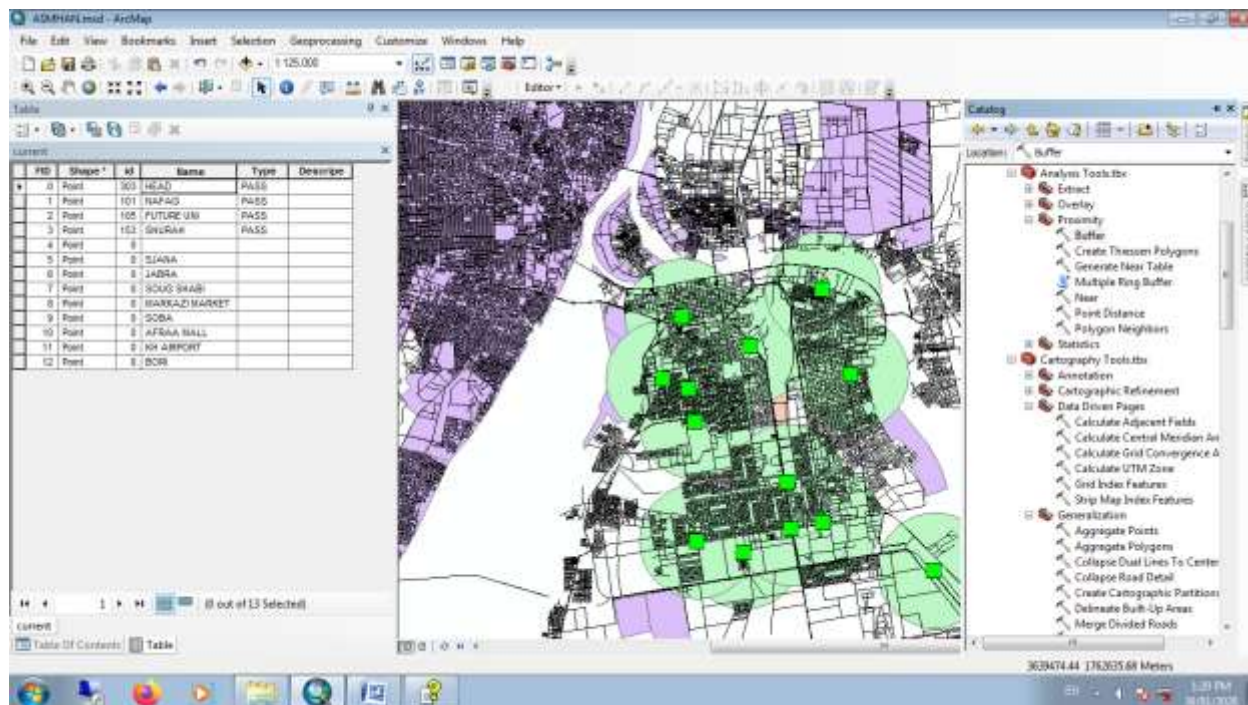 ArcMap
File Edit View Bookmarks Insert Selection Geoprocessing Customize Windows Help
1:125,000
Editor
Table
current
FID Shape * id Name Type Descripe
0 Point 303 HEAD PASS
1 Point 101 NAFAG PASS
2 Point 105 FUTURE UNI PASS
3 Point PASS
4 Point 0
5 Point 0 SJANA
6 Point 0 JABRA
7 Point 0 SOUG SHABI
8 Point 0 MARKAZI MARKET
9 Point 0 SOBA
10 Point 0 AFRAA MALL
11 Point 0 KH AIRPORT
12 Point 0 BORI
1 (0 out of 13 Selected)
current
Table Of Contents Table
Catalog
Location: Buffer
Analysis Tools.tbx
Extract
Overlay
Proximity
Buffer
Create Thiessen Polygons
Generate Near Table
Multiple Ring Buffer
Near
Point Distance
Polygon Neighbors
Statistics
Cartography Tools.tbx
Annotation
Cartographic Refinement
Data Driven Pages
Calculate Adjacent Fields
Calculate Central Meridian An
Calculate Grid Convergence A
Calculate UTM Zone
Grid Index Features
Strip Map Index Features
Generalization
Aggregate Points
Aggregate Polygons
Collapse Dual Lines To Center
Collapse Road Detail
Create Cartographic Partitions
Delineate Built-Up Areas
Merge Divided Roads
3639474.44 1762635.68 Meters
EN